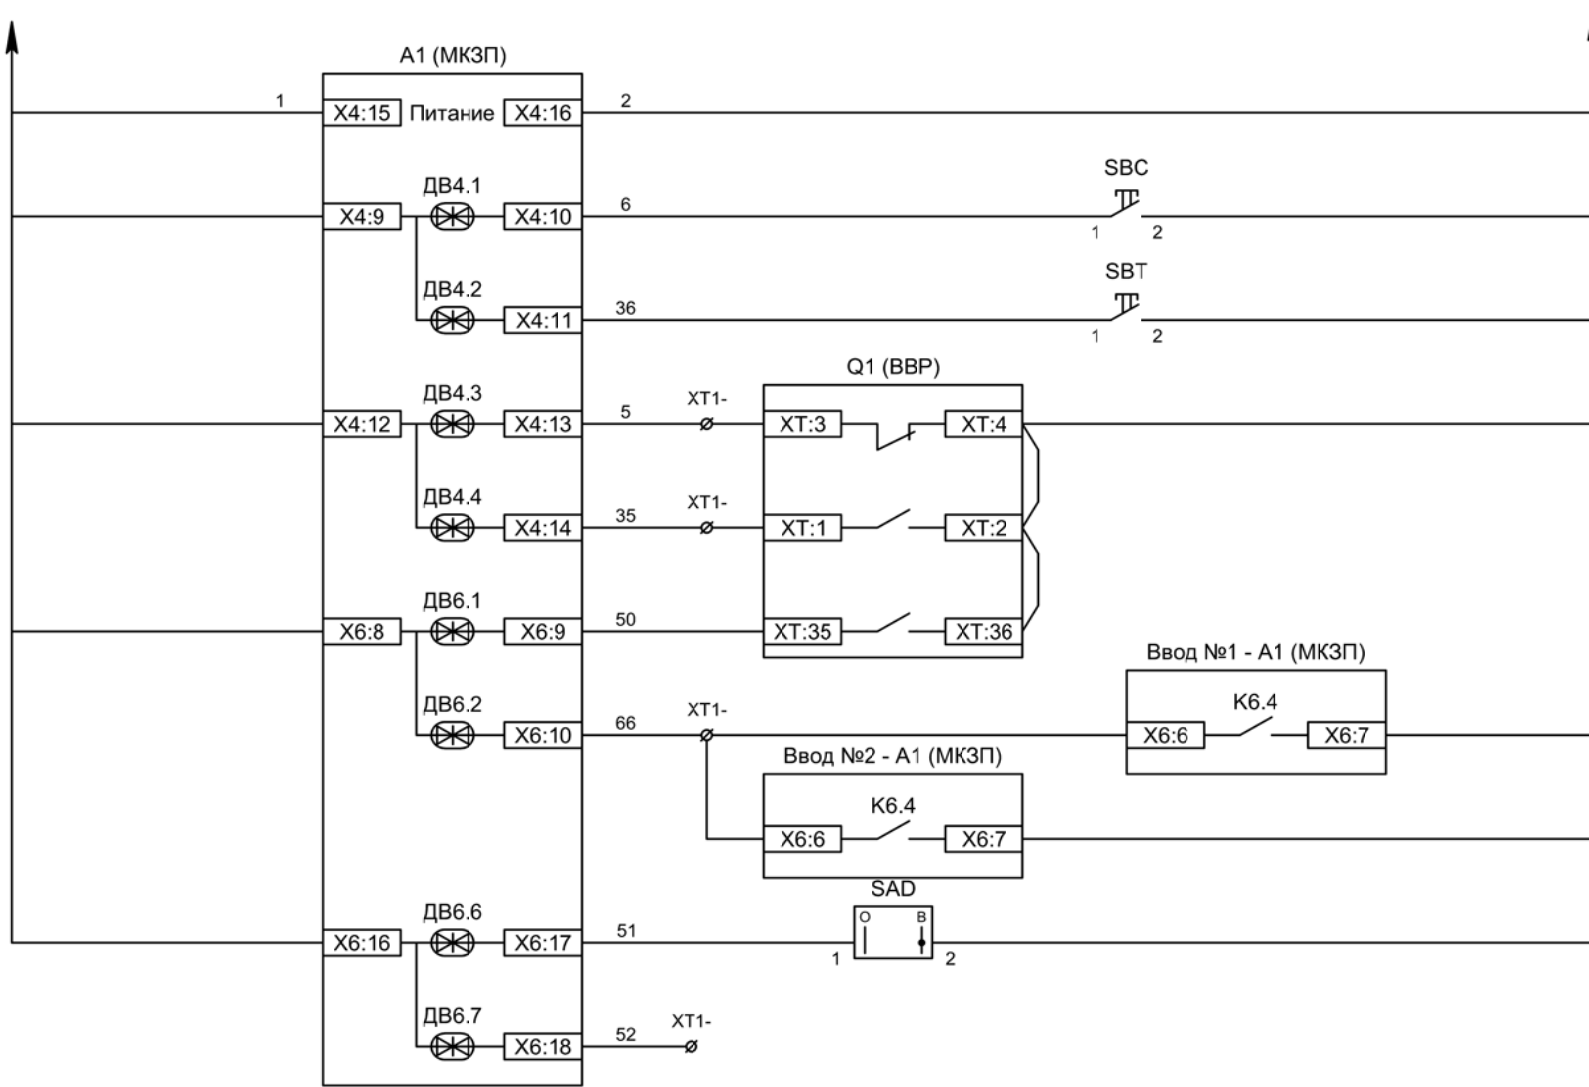 А1 (МКЗП)
1 X4:15 Питание X4:16 2
SBC
ДВ4.1
X4:9 X4:10 6
1 2
SBT
ДВ4.2
X4:11 36
1 2
Q1 (ВВР)
ДВ4.3
X4:12 X4:13 5 XT1- XT:3 XT:4
ДВ4.4
X4:14 35 XT1- XT:1 XT:2
ДВ6.1
X6:8 X6:9 50 XT:35 XT:36
Ввод №1 - А1 (МКЗП)
ДВ6.2 K6.4
X6:10 66 XT1- X6:6 X6:7
Ввод №2 - А1 (МКЗП)
K6.4
X6:6 X6:7
SAD
ДВ6.6 О В
X6:16 X6:17 51
1 2
ДВ6.7
X6:18 52 XT1-